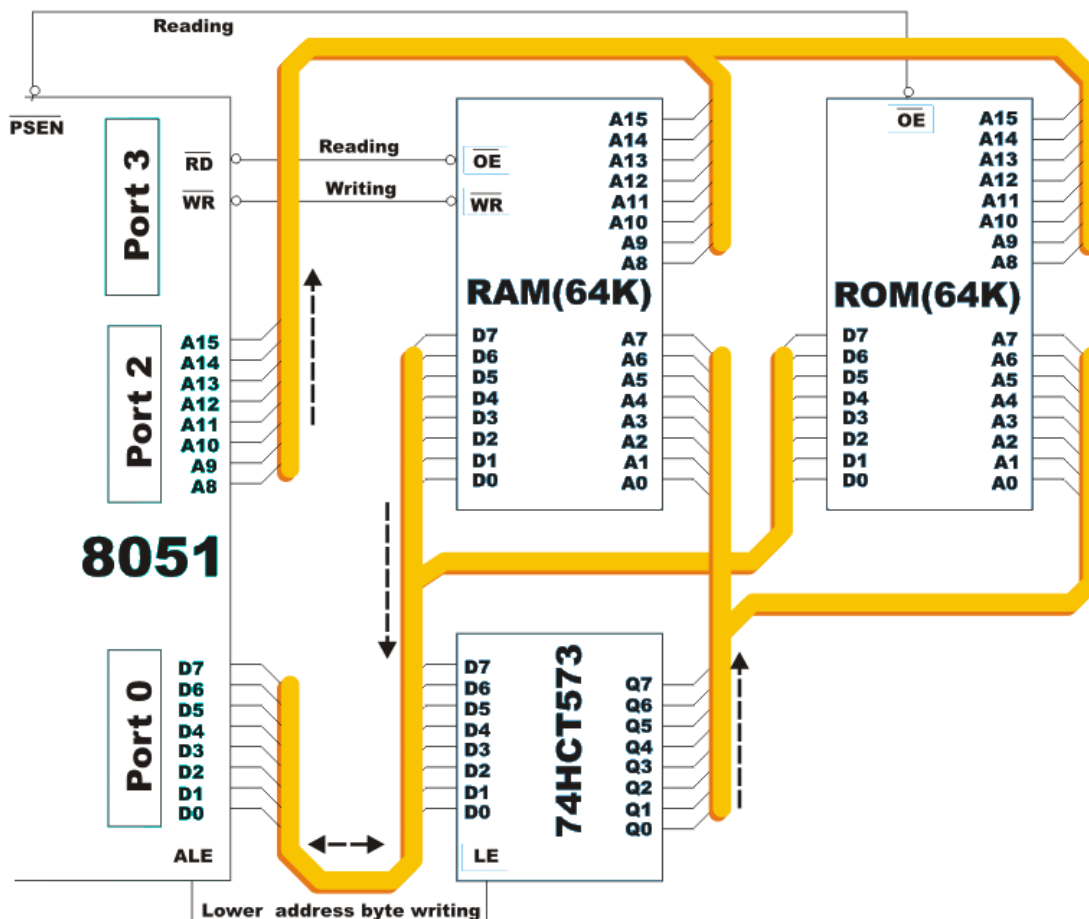 Reading
PSEN
Port 3
RD
WR
Reading
Writing
OE
WR
RAM(64K)
A15
A14
A13
A12
A11
A10
A9
A8
OE
ROM(64K)
A15
A14
A13
A12
A11
A10
A9
A8
Port 2
A15
A14
A13
A12
A11
A10
A9
A8
D7
D6
D5
D4
D3
D2
D1
D0
A7
A6
A5
A4
A3
A2
A1
A0
D7
D6
D5
D4
D3
D2
D1
D0
A7
A6
A5
A4
A3
A2
A1
A0
8051
Port 0
D7
D6
D5
D4
D3
D2
D1
D0
ALE
D7
D6
D5
D4
D3
D2
D1
D0
LE
74HCT573
Q7
Q6
Q5
Q4
Q3
Q2
Q1
Q0
Lower address byte writing